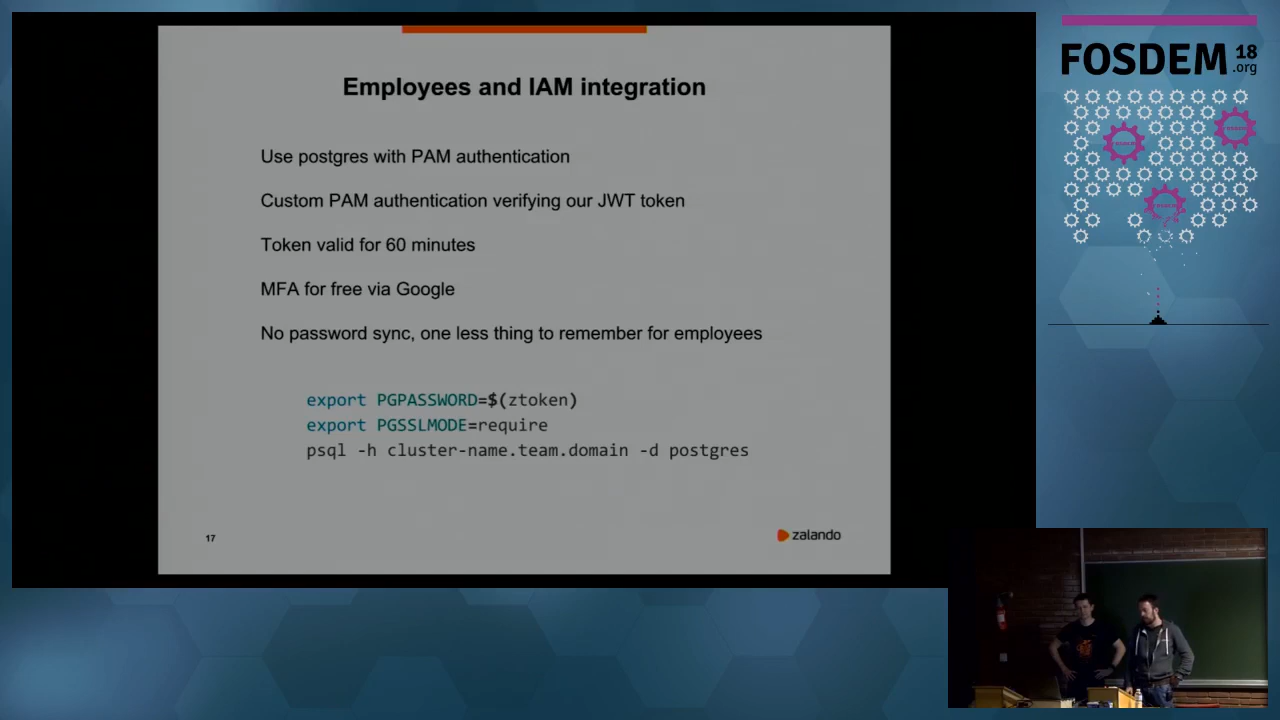 Employees and IAM integration
Use postgres with PAM authentication
Custom PAM authentication verifying our JWT token
Token valid for 60 minutes
MFA for free via Google
No password sync, one less thing to remember for employees
export PGPASSWORD=$(ztoken)
export PGSSLMODE=require
psql -h cluster-name.team.domain -d postgres
17
zalando
FOSDEM 18
.org